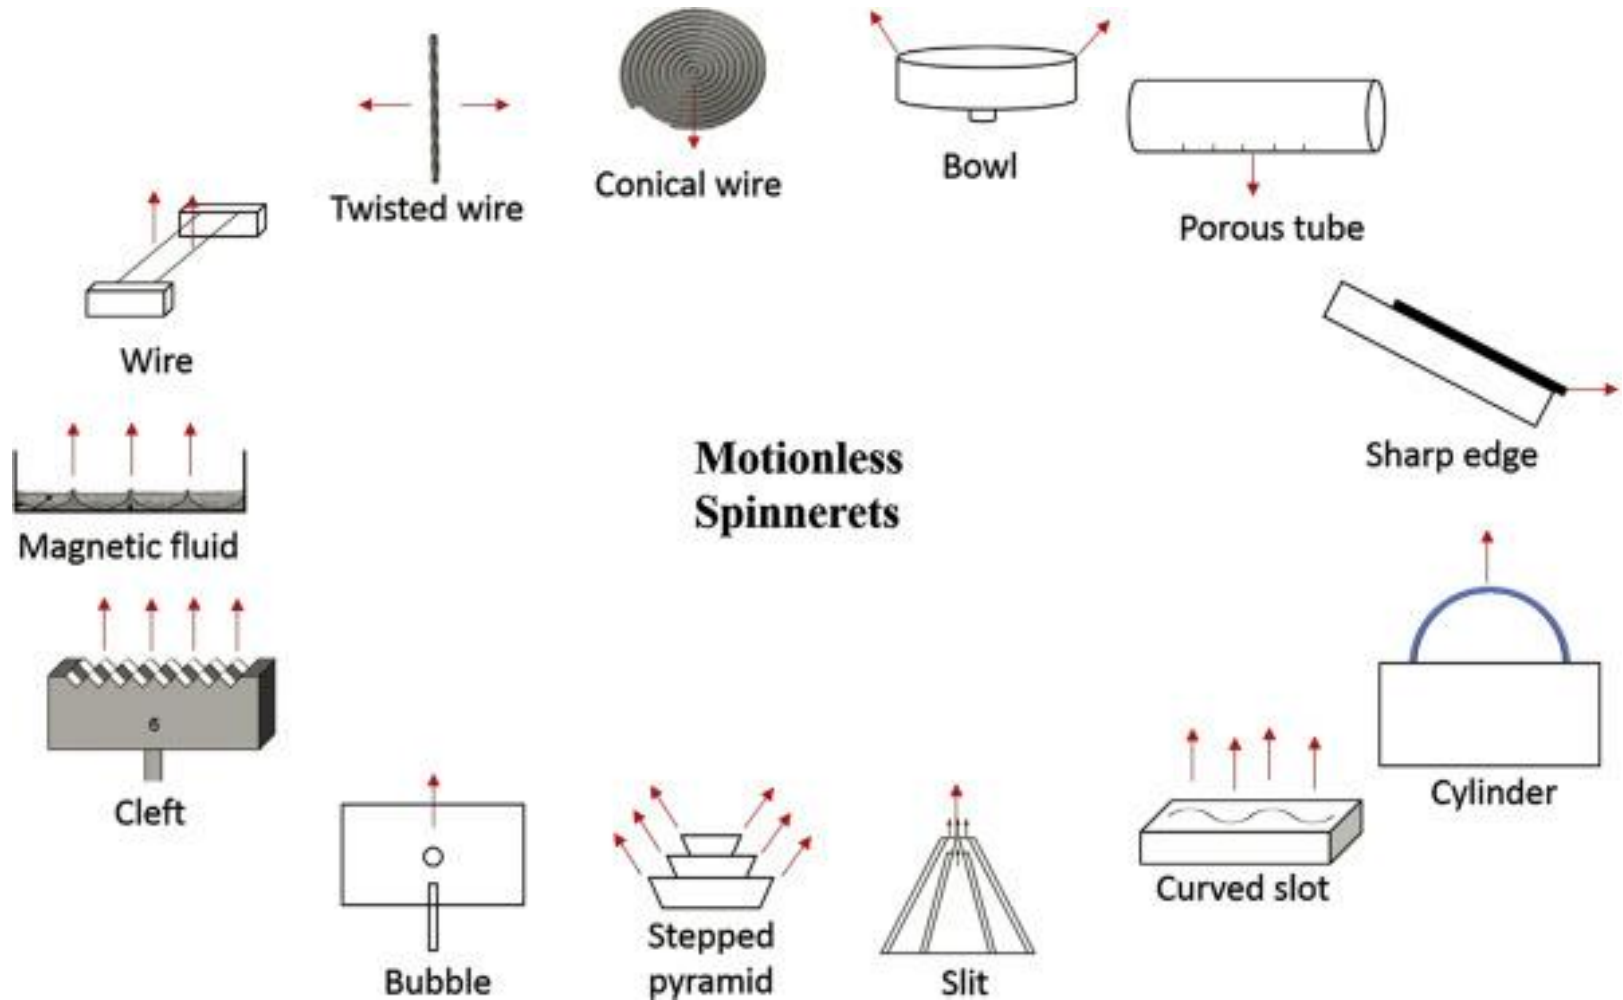 Bowl
Conical wire
Twisted wire
Porous tube
Wire
Sharp edge
Motionless
Spinnerets
Magnetic fluid
6
Cleft
Cylinder
Curved slot
Stepped
pyramid
Bubble
Slit